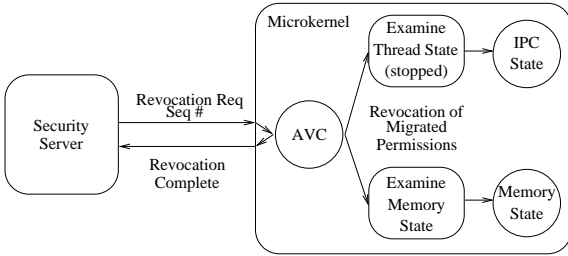 Microkernel
Security
Server
Revocation Req
Seq #
Revocation
Complete
AVC
Examine
Thread State
(stopped)
IPC
State
Revocation of
Migrated
Permissions
Examine
Memory
State
Memory
State